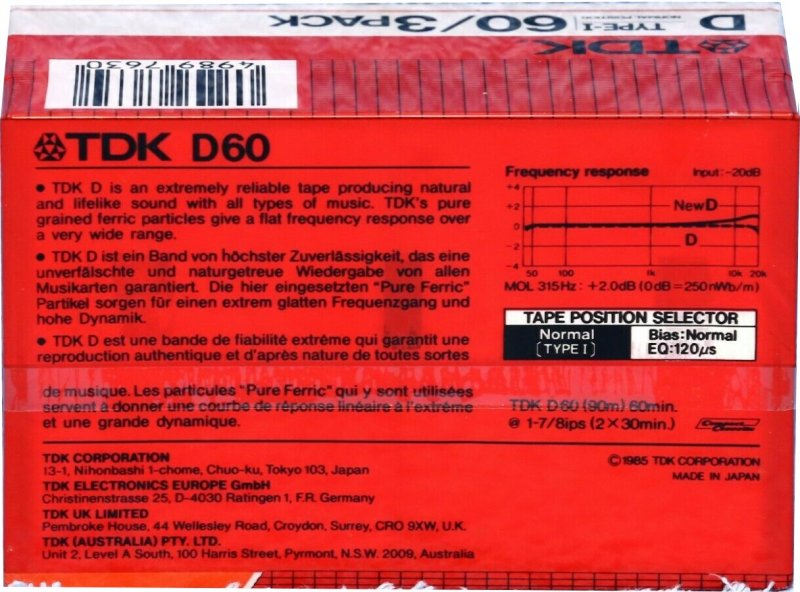 D TYPE-I NORMAL POSITION 60/3PACK
TDK
4989 7630
TDK D60
• TDK D is an extremely reliable tape producing natural
and lifelike sound with all types of music. TDK's pure
grained ferric particles give a flat frequency response over
a very wide range.
• TDK D ist ein Band von höchster Zuverlässigkeit, das eine
unverfälschte und naturgetreue Wiedergabe von allen
Musikarten garantiert. Die hier eingesetzten "Pure Ferric"
Partikel sorgen für einen extrem glatten Frequenzgang und
hohe Dynamik.
• TDK D est une bande de fiabilité extrême qui garantit une
reproduction authentique et d'après nature de toutes sortes
de musique. Les particules "Pure Ferric" qui y sont utilisées
servent à donner une courbe de réponse linéaire à l'extrême
et une grande dynamique.
Frequency response Input: -20dB
+4
+2
0
-2
-4
New D
D
50 100 1k 10k 20k
MOL 315Hz: +2.0dB (0dB=250nWb/m)
TAPE POSITION SELECTOR
Normal
[TYPE I]
Bias: Normal
EQ: 120µs
TDK D60 (90m) 60min.
@ 1-7/8ips (2×30min.)
Compact Cassette
TDK CORPORATION
13-1, Nihonbashi 1-chome, Chuo-ku, Tokyo 103, Japan
TDK ELECTRONICS EUROPE GmbH
Christinenstrasse 25, D-4030 Ratingen 1, F.R. Germany
TDK UK LIMITED
Pembroke House, 44 Wellesley Road, Croydon, Surrey, CRO 9XW, U.K.
TDK (AUSTRALIA) PTY. LTD.
Unit 2, Level A South, 100 Harris Street, Pyrmont, N.S.W. 2009, Australia
©1985 TDK CORPORATION
MADE IN JAPAN